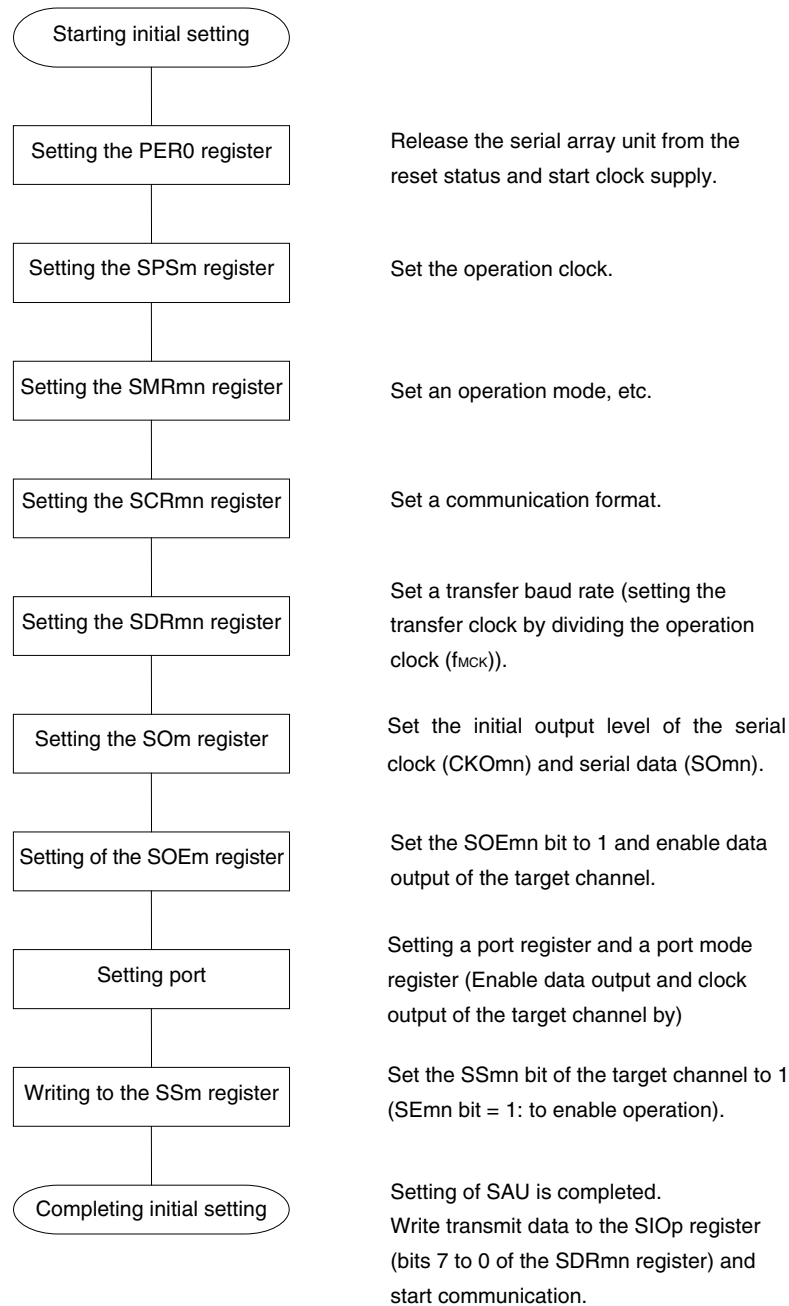 Starting initial setting
Setting the PER0 register
Release the serial array unit from the
reset status and start clock supply.
Setting the SPSm register
Set the operation clock.
Setting the SMRmn register
Set an operation mode, etc.
Setting the SCRmn register
Set a communication format.
Setting the SDRmn register
Set a transfer baud rate (setting the
transfer clock by dividing the operation
clock (fMCK)).
Setting the SOm register
Set the initial output level of the serial
clock (CKOmn) and serial data (SOmn).
Setting of the SOEm register
Set the SOEmn bit to 1 and enable data
output of the target channel.
Setting port
Setting a port register and a port mode
register (Enable data output and clock
output of the target channel by)
Writing to the SSm register
Set the SSmn bit of the target channel to 1
(SEmn bit = 1: to enable operation).
Completing initial setting
Setting of SAU is completed.
Write transmit data to the SIOp register
(bits 7 to 0 of the SDRmn register) and
start communication.